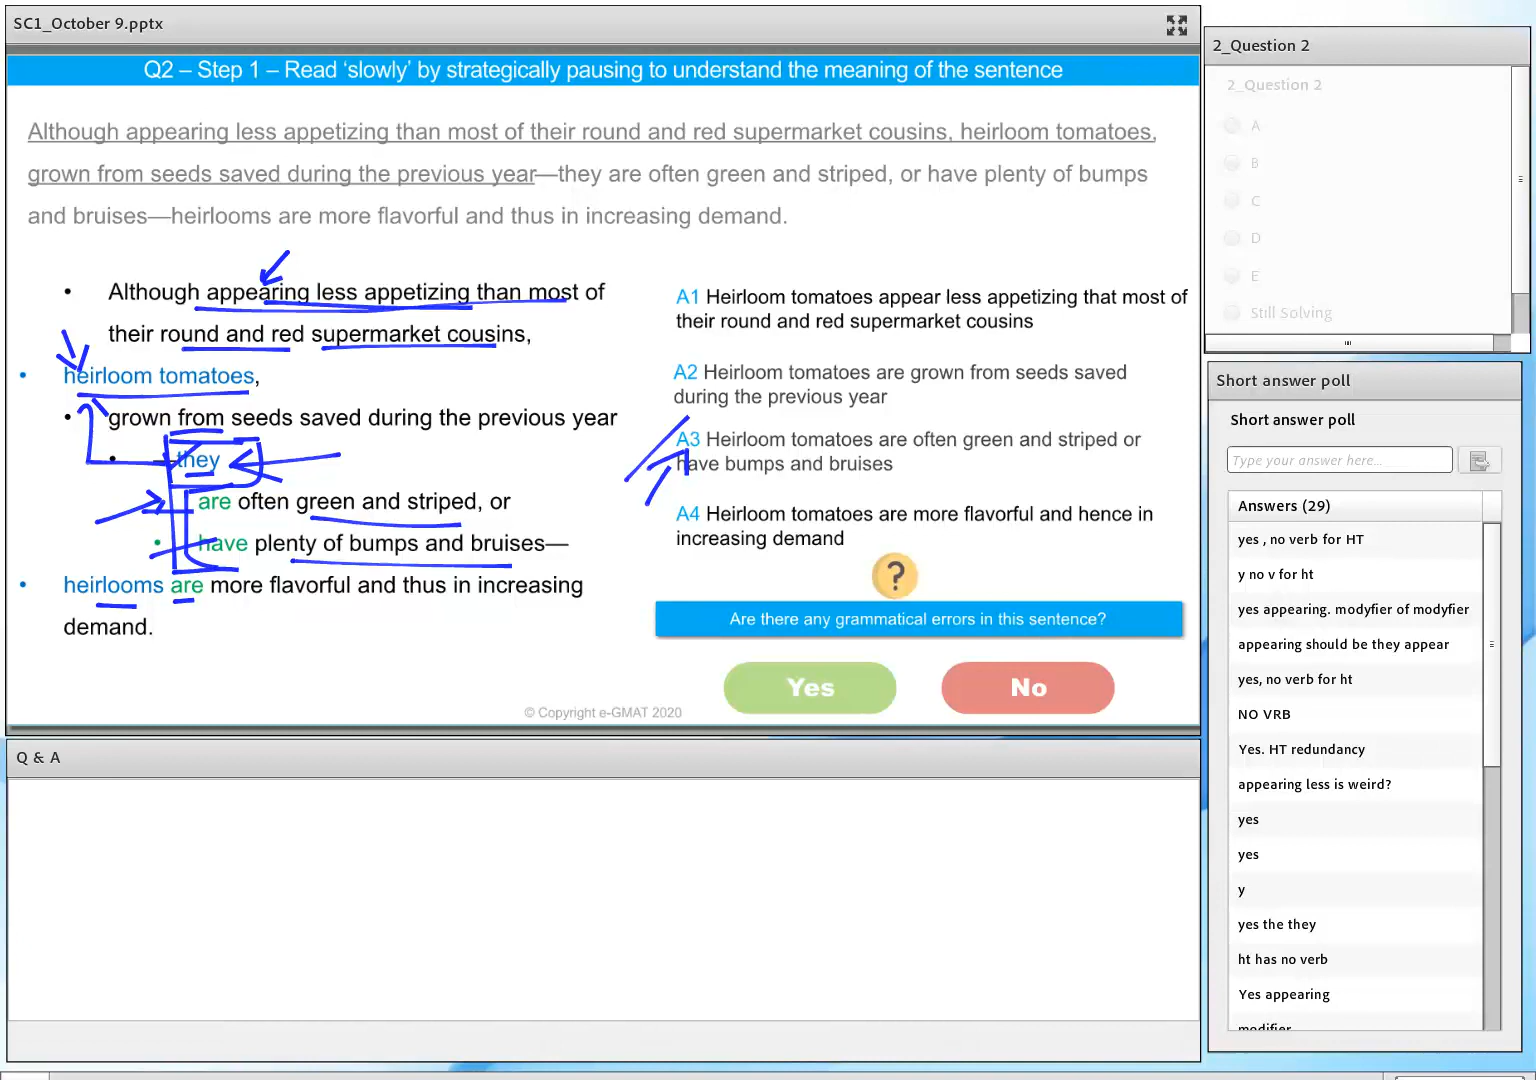 SC1_October 9.pptx
Q2 – Step 1 – Read ‘slowly’ by strategically pausing to understand the meaning of the sentence
Although appearing less appetizing than most of their round and red supermarket cousins, heirloom tomatoes,
grown from seeds saved during the previous year—they are often green and striped, or have plenty of bumps
and bruises—heirlooms are more flavorful and thus in increasing demand.
• Although appearing less appetizing than most of
their round and red supermarket cousins,
• heirloom tomatoes,
• grown from seeds saved during the previous year
• —they
are often green and striped, or
• have plenty of bumps and bruises—
• heirlooms are more flavorful and thus in increasing
demand.
A1 Heirloom tomatoes appear less appetizing that most of
their round and red supermarket cousins
A2 Heirloom tomatoes are grown from seeds saved
during the previous year
A3 Heirloom tomatoes are often green and striped or
have bumps and bruises
A4 Heirloom tomatoes are more flavorful and hence in
increasing demand
?
Are there any grammatical errors in this sentence?
Yes
No
© Copyright e-GMAT 2020
Q & A
2_Question 2
2_Question 2
A
B
C
D
E
Still Solving
Short answer poll
Short answer poll
Type your answer here...
Answers (29)
yes , no verb for HT
y no v for ht
yes appearing. modyfier of modyfier
appearing should be they appear
yes, no verb for ht
NO VRB
Yes. HT redundancy
appearing less is weird?
yes
yes
y
yes the they
ht has no verb
Yes appearing
modifier